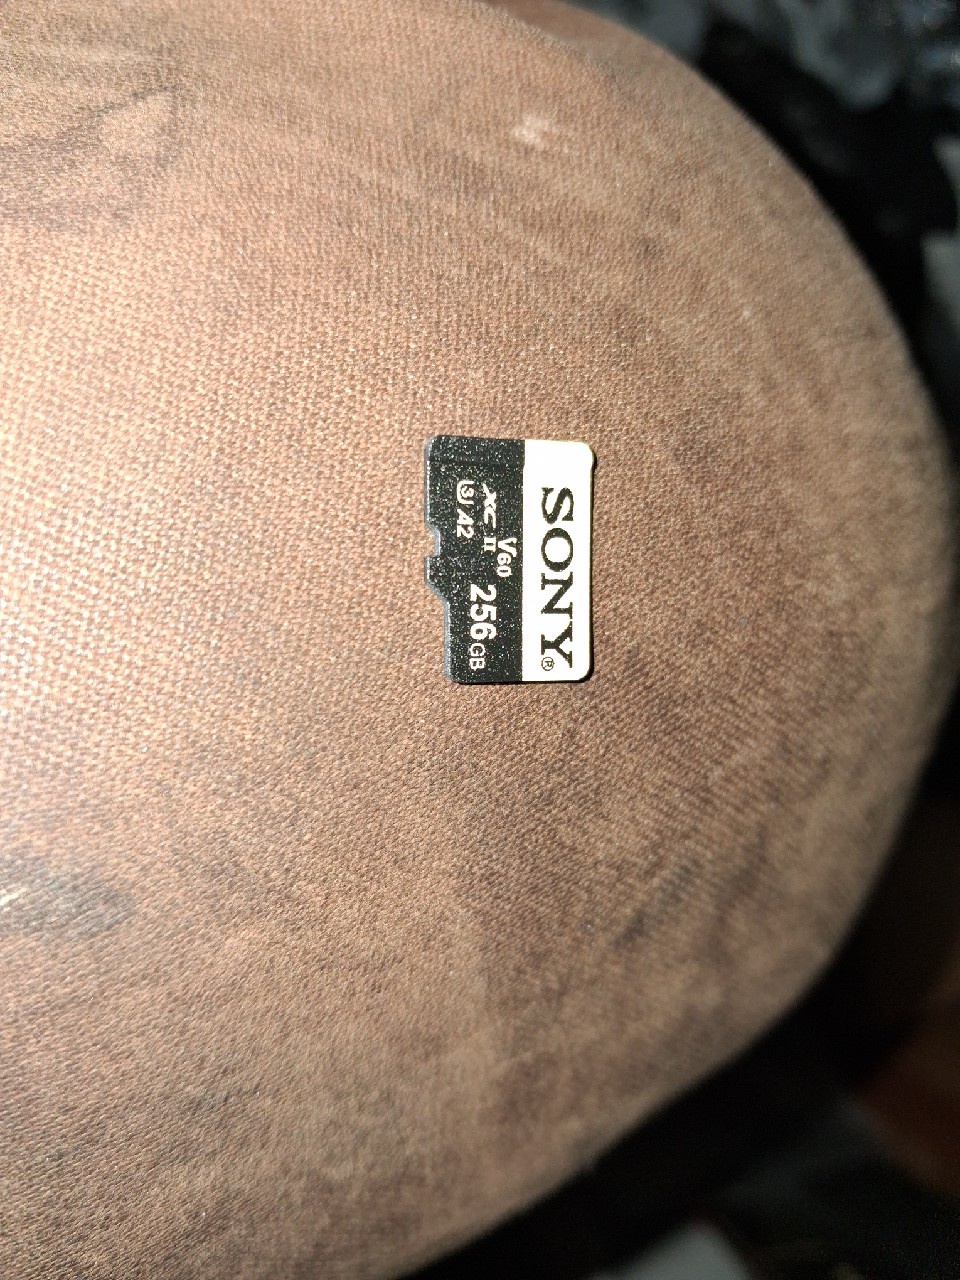 SONY®
V60
XC II 256GB
U3 A2